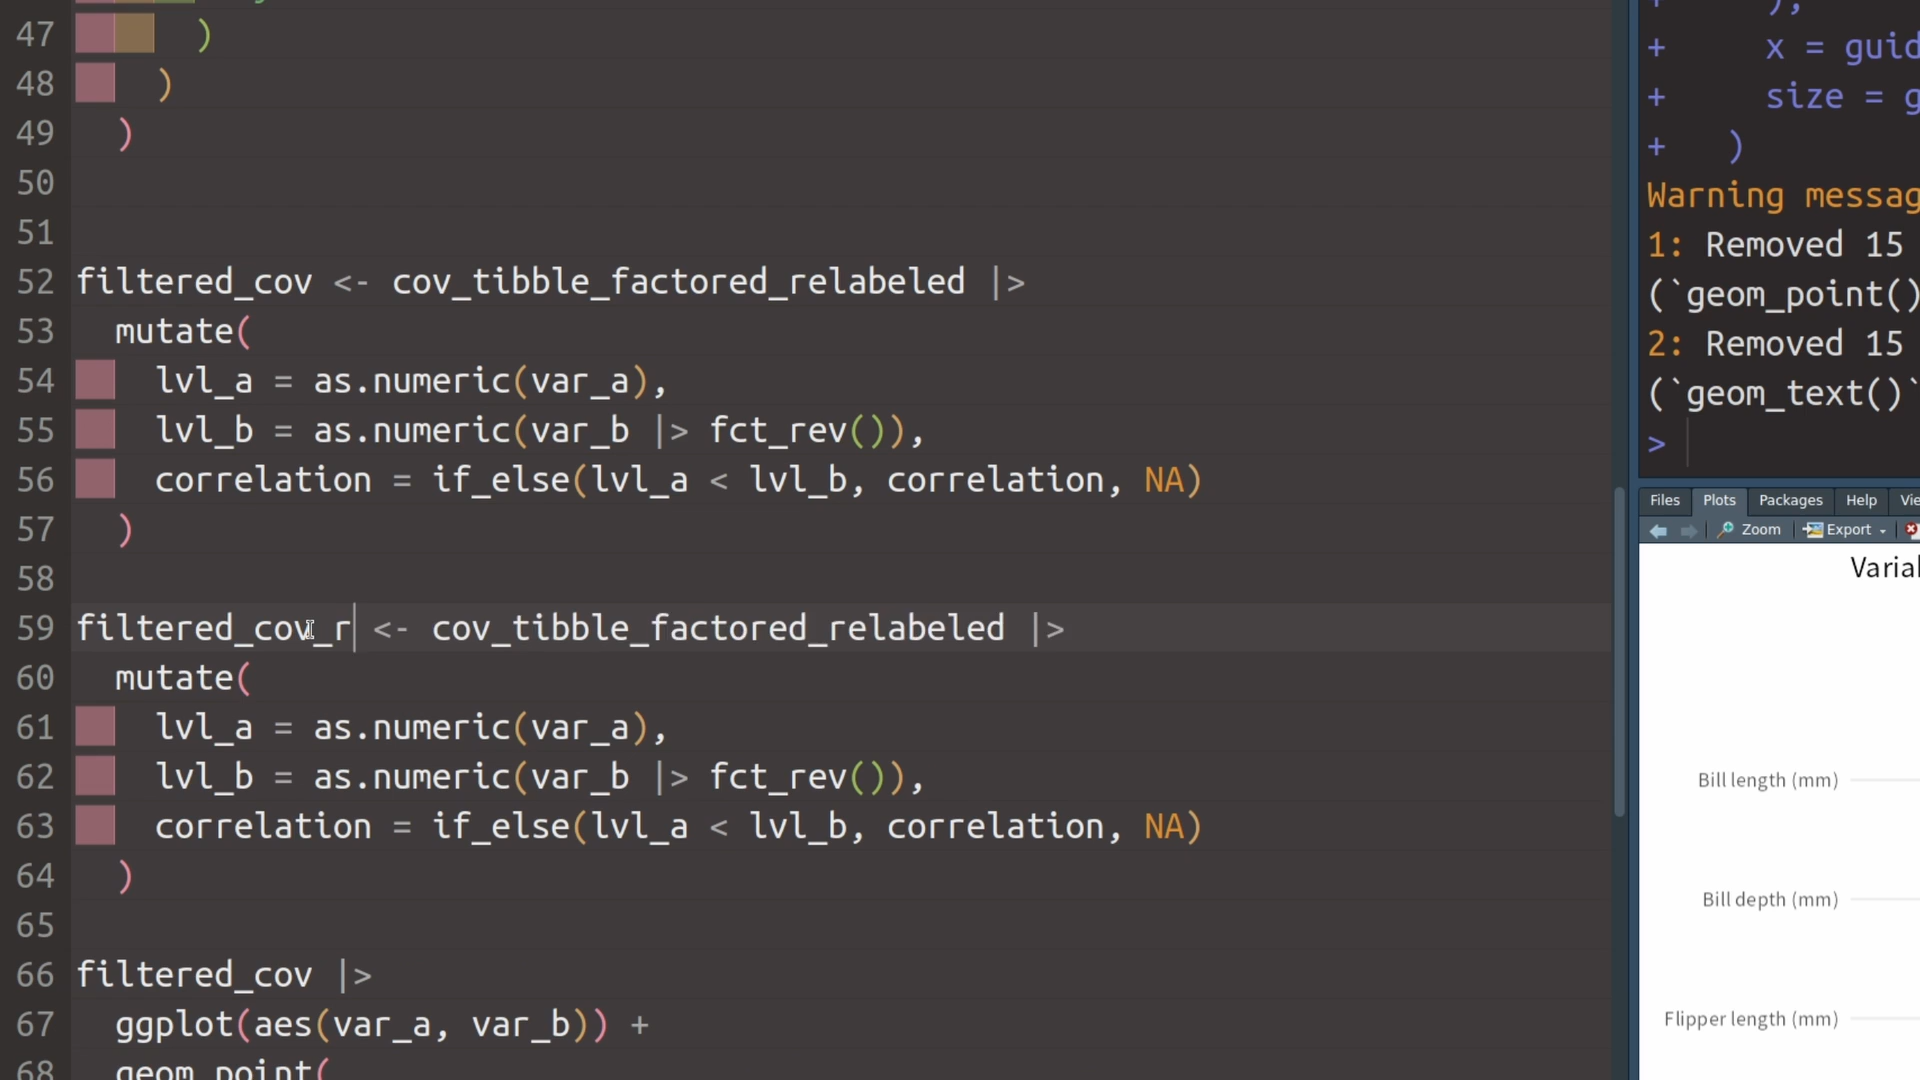 47 )
48 )
49 )
50
51
52 filtered_cov <- cov_tibble_factored_relabeled |>
53 mutate(
54 lvl_a = as.numeric(var_a),
55 lvl_b = as.numeric(var_b |> fct_rev()),
56 correlation = if_else(lvl_a < lvl_b, correlation, NA)
57 )
58
59 filtered_cov_r <- cov_tibble_factored_relabeled |>
60 mutate(
61 lvl_a = as.numeric(var_a),
62 lvl_b = as.numeric(var_b |> fct_rev()),
63 correlation = if_else(lvl_a < lvl_b, correlation, NA)
64 )
65
66 filtered_cov |>
67 ggplot(aes(var_a, var_b)) +
68 geom_point(
+ ),
+ x = guid
+ size = g
+ )
Warning messag
1: Removed 15
(`geom_point()
2: Removed 15
(`geom_text()`
>
Files Plots Packages Help Vie
Zoom Export
Varial
Bill length (mm)
Bill depth (mm)
Flipper length (mm)